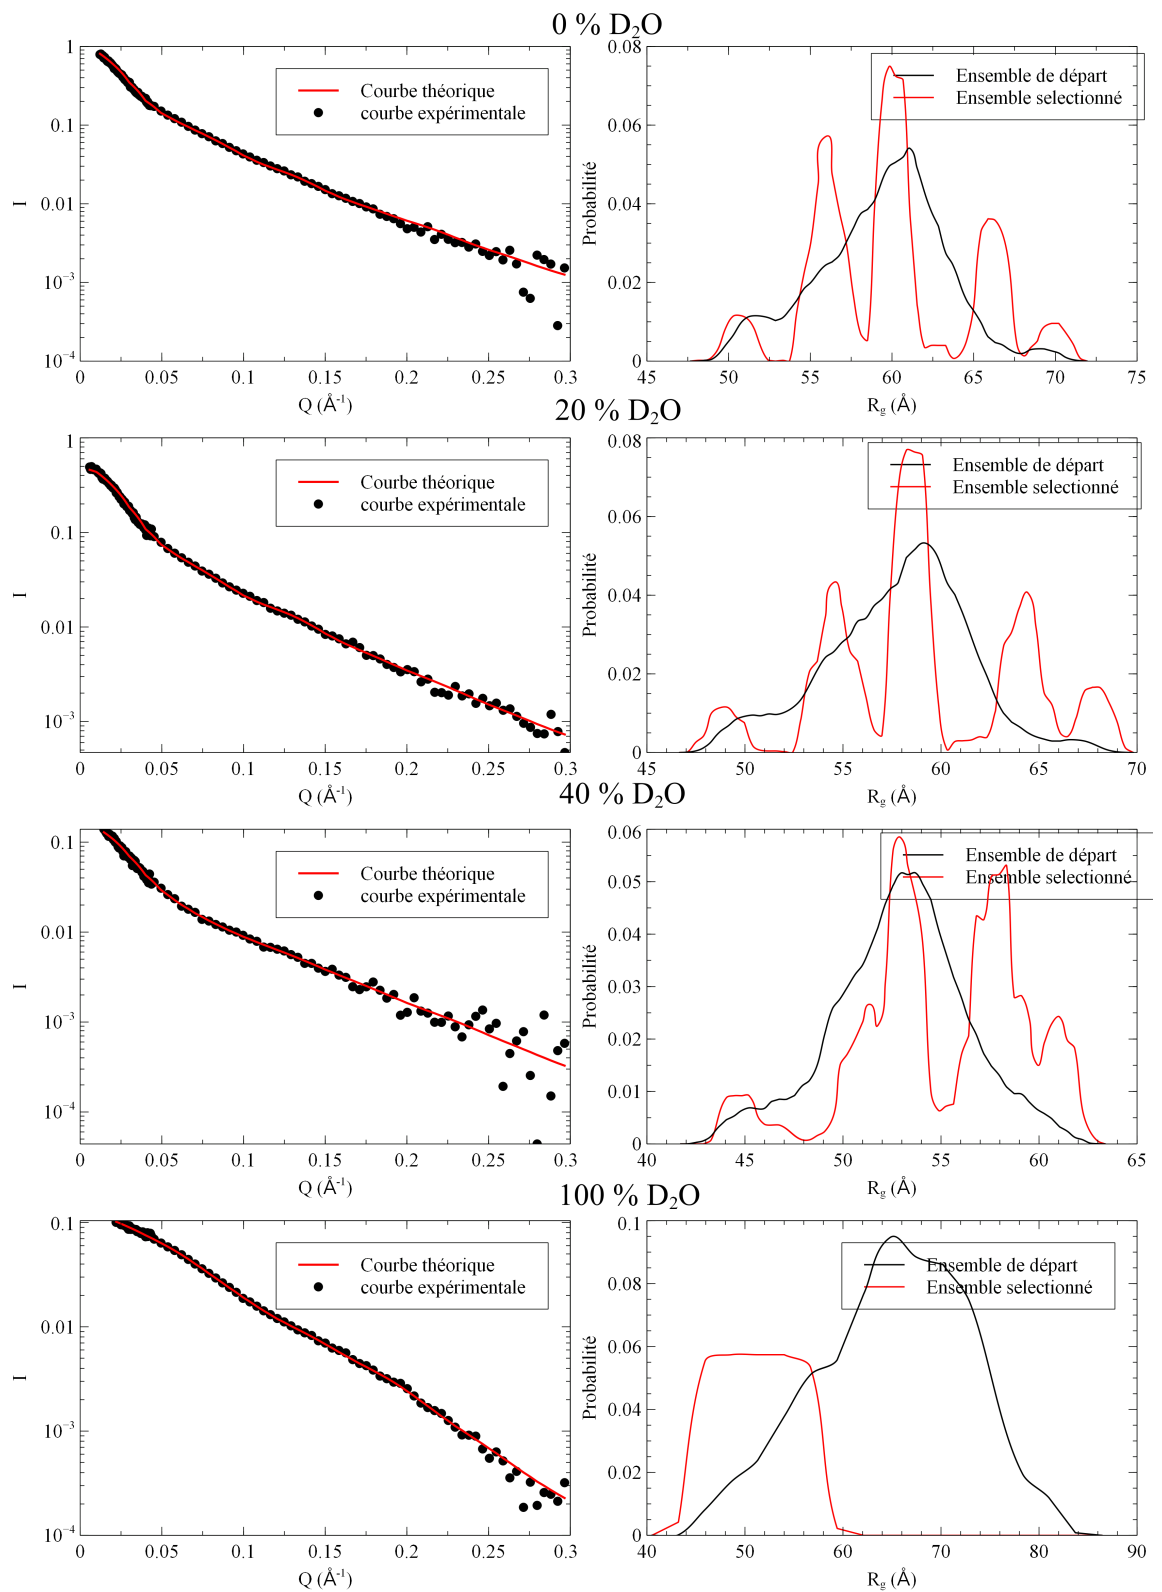 0 % D₂O
1
0.1
0.01
10⁻³
10⁻⁴
I
0 0.05 0.1 0.15 0.2 0.25 0.3
Q (Å⁻¹)
Courbe théorique
courbe expérimentale
0.08
0.06
0.04
0.02
0
Probabilité
45 50 55 60 65 70 75
R_g (Å)
Ensemble de départ
Ensemble selectionné
20 % D₂O
1
0.1
0.01
10⁻³
I
0 0.05 0.1 0.15 0.2 0.25 0.3
Q (Å⁻¹)
Courbe théorique
courbe expérimentale
0.08
0.06
0.04
0.02
0
Probabilité
45 50 55 60 65 70
R_g (Å)
Ensemble de départ
Ensemble selectionné
40 % D₂O
0.1
0.01
10⁻³
10⁻⁴
I
0 0.05 0.1 0.15 0.2 0.25 0.3
Q (Å⁻¹)
Courbe théorique
courbe expérimentale
0.06
0.05
0.04
0.03
0.02
0.01
0
Probabilité
40 45 50 55 60 65
R_g (Å)
Ensemble de départ
Ensemble selectionné
100 % D₂O
0.1
0.01
10⁻³
10⁻⁴
I
0 0.05 0.1 0.15 0.2 0.25 0.3
Q (Å⁻¹)
Courbe théorique
courbe expérimentale
0.1
0.08
0.06
0.04
0.02
0
Probabilité
40 50 60 70 80 90
R_g (Å)
Ensemble de départ
Ensemble selectionné